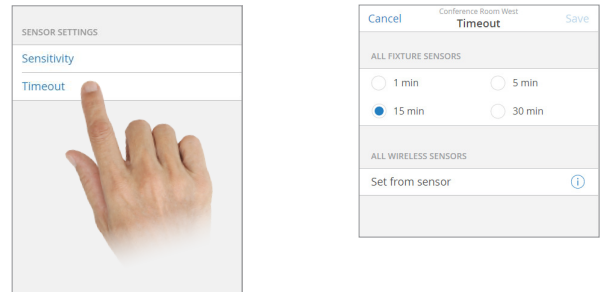 SENSOR SETTINGS
Sensitivity
Timeout
Cancel
Conference Room West
Timeout
Save
ALL FIXTURE SENSORS
1 min
5 min
15 min
30 min
ALL WIRELESS SENSORS
Set from sensor
i